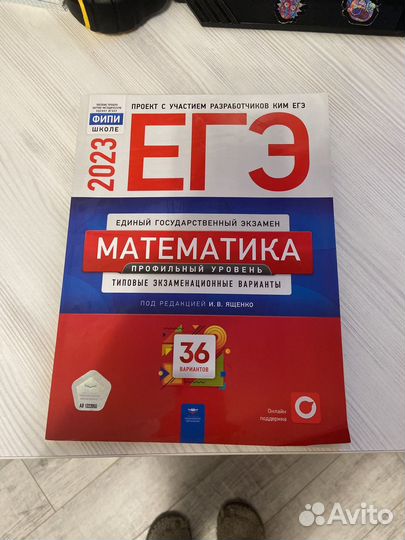 ПРОЕКТ С УЧАСТИЕМ РАЗРАБОТЧИКОВ КИМ ЕГЭ
ФИПИ
ШКОЛЕ
2023
ЕГЭ
ЕДИНЫЙ ГОСУДАРСТВЕННЫЙ ЭКЗАМЕН
МАТЕМАТИКА
ПРОФИЛЬНЫЙ УРОВЕНЬ
ТИПОВЫЕ ЭКЗАМЕНАЦИОННЫЕ ВАРИАНТЫ
ПОД РЕДАКЦИЕЙ И. В. ЯЩЕНКО
36
ВАРИАНТОВ
Онлайн
поддержка
Avito